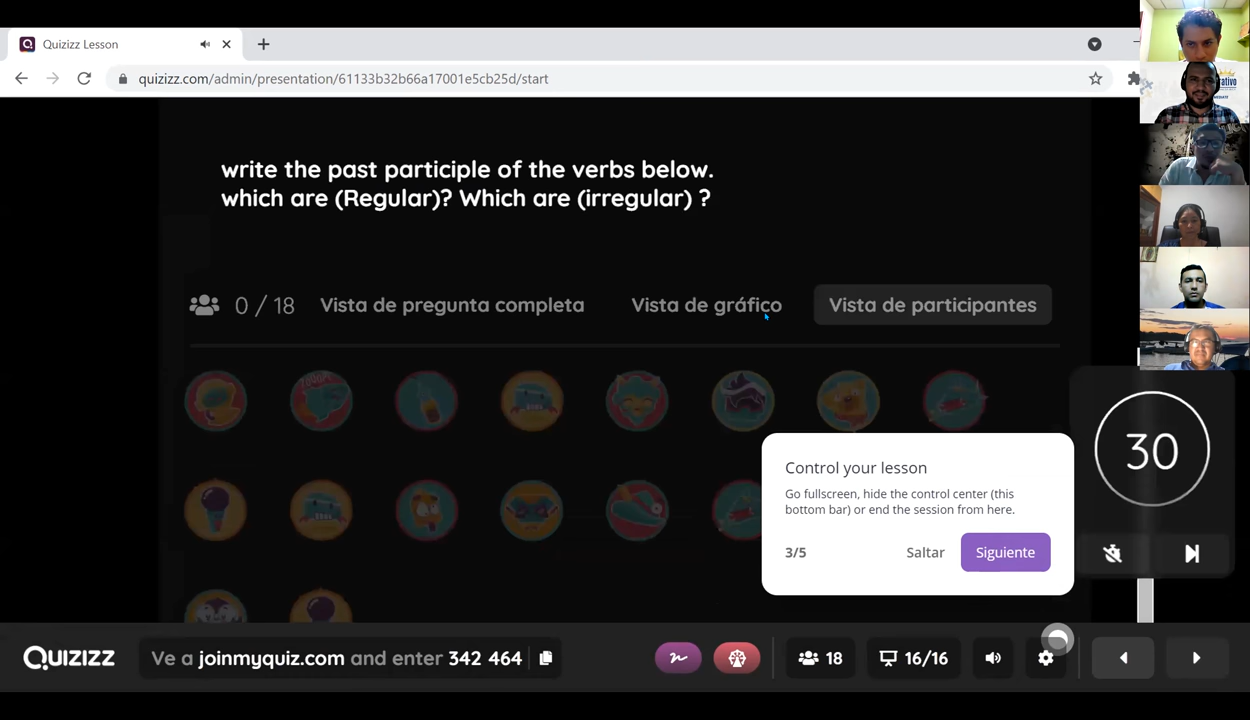 Quizizz Lesson
quizizz.com/admin/presentation/61133b32b66a17001e5cb25d/start
write the past participle of the verbs below.
which are (Regular)? Which are (irregular) ?
0 / 18 Vista de pregunta completa Vista de gráfico Vista de participantes
30
Control your lesson
Go fullscreen, hide the control center (this
bottom bar) or end the session from here.
3/5 Saltar Siguiente
QUIZIZZ Ve a joinmyquiz.com and enter 342 464 18 16/16